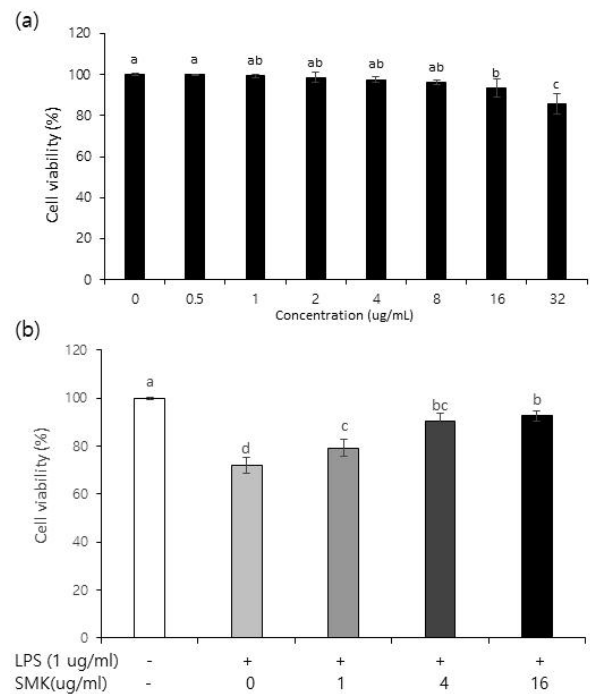 (a)
120
a a ab ab ab ab b c
100
80
60
40
20
0
Cell viability (%)
0 0.5 1 2 4 8 16 32
Concentration (ug/mL)
(b)
120
a d c bc b
100
80
60
40
20
0
Cell viability (%)
LPS (1 ug/ml) - + + + +
SMK(ug/ml) - 0 1 4 16